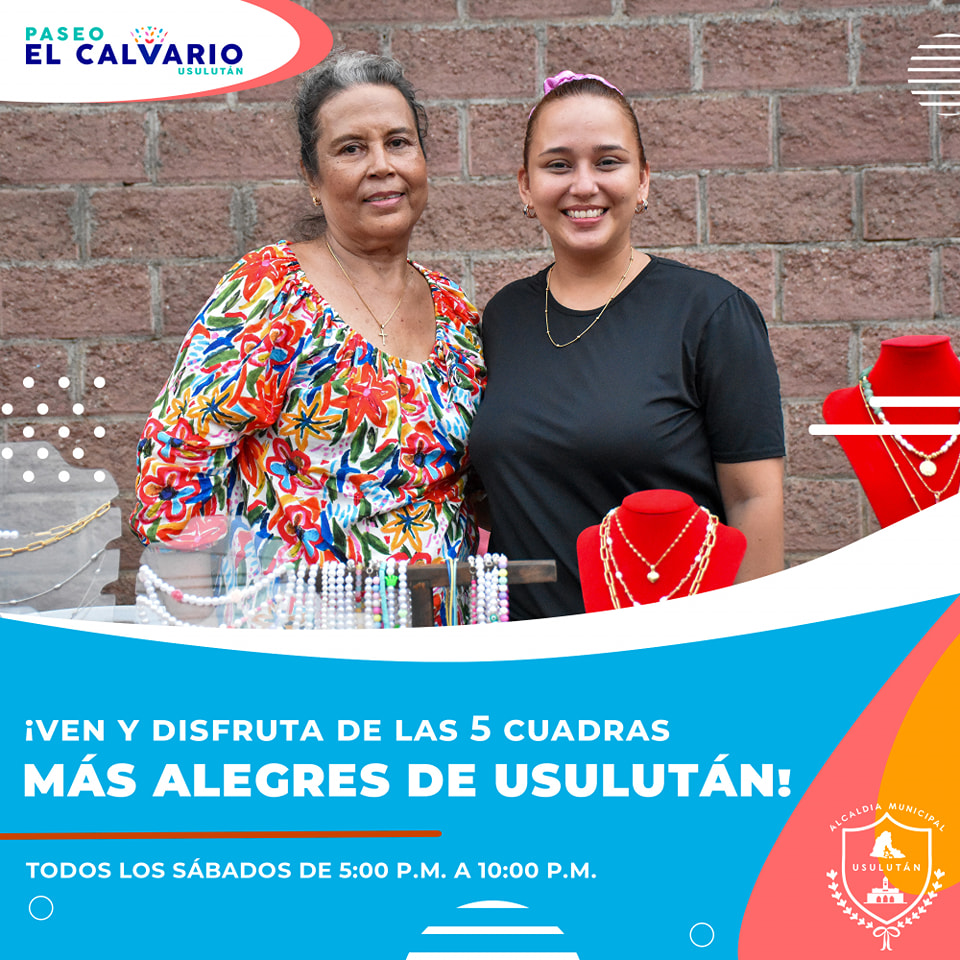 PASEO
EL CALVARIO
USULUTÁN
¡VEN Y DISFRUTA DE LAS 5 CUADRAS
MÁS ALEGRES DE USULUTÁN!
TODOS LOS SÁBADOS DE 5:00 P.M. A 10:00 P.M.
ALCALDIA MUNICIPAL
USULUTÁN